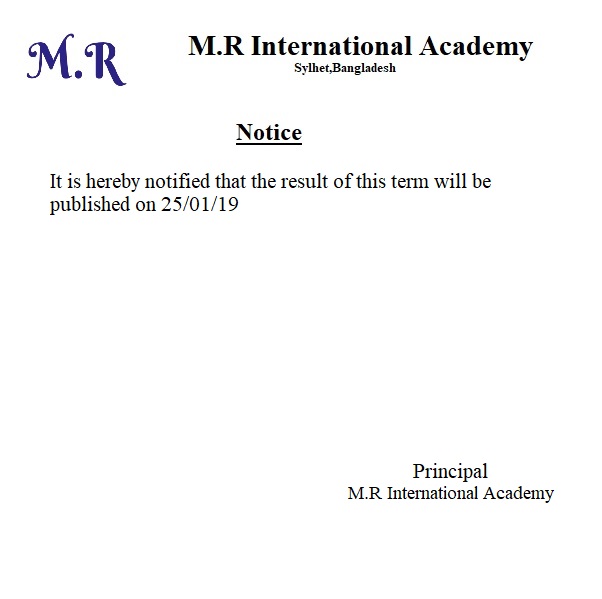 M.R
M.R International Academy
Sylhet,Bangladesh
Notice
It is hereby notified that the result of this term will be
published on 25/01/19
Principal
M.R International Academy